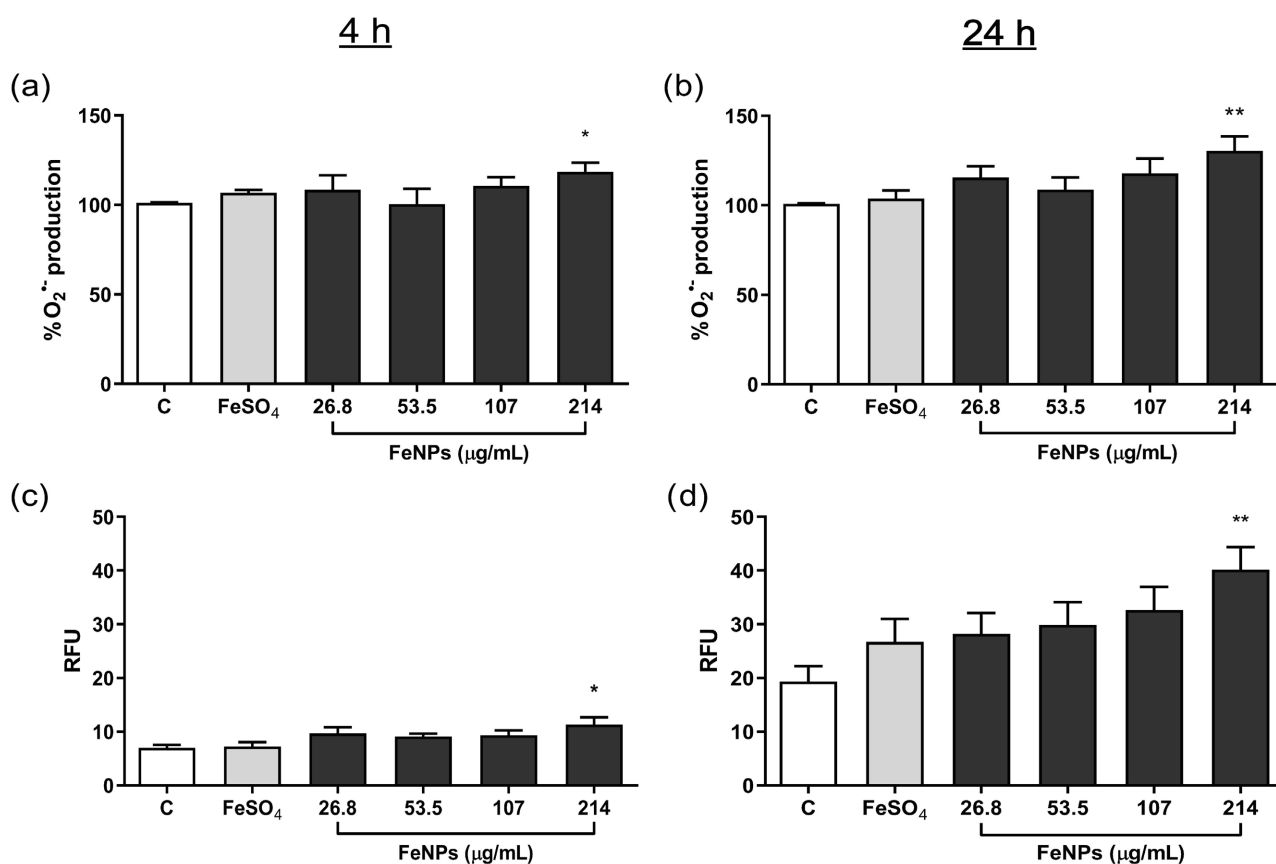 4 h
24 h
(a)
% O₂•- production
150
100
50
0
*
C FeSO₄ 26.8 53.5 107 214
FeNPs (μg/mL)
(b)
% O₂•- production
150
100
50
0
**
C FeSO₄ 26.8 53.5 107 214
FeNPs (μg/mL)
(c)
RFU
50
40
30
20
10
0
*
C FeSO₄ 26.8 53.5 107 214
FeNPs (μg/mL)
(d)
RFU
50
40
30
20
10
0
**
C FeSO₄ 26.8 53.5 107 214
FeNPs (μg/mL)